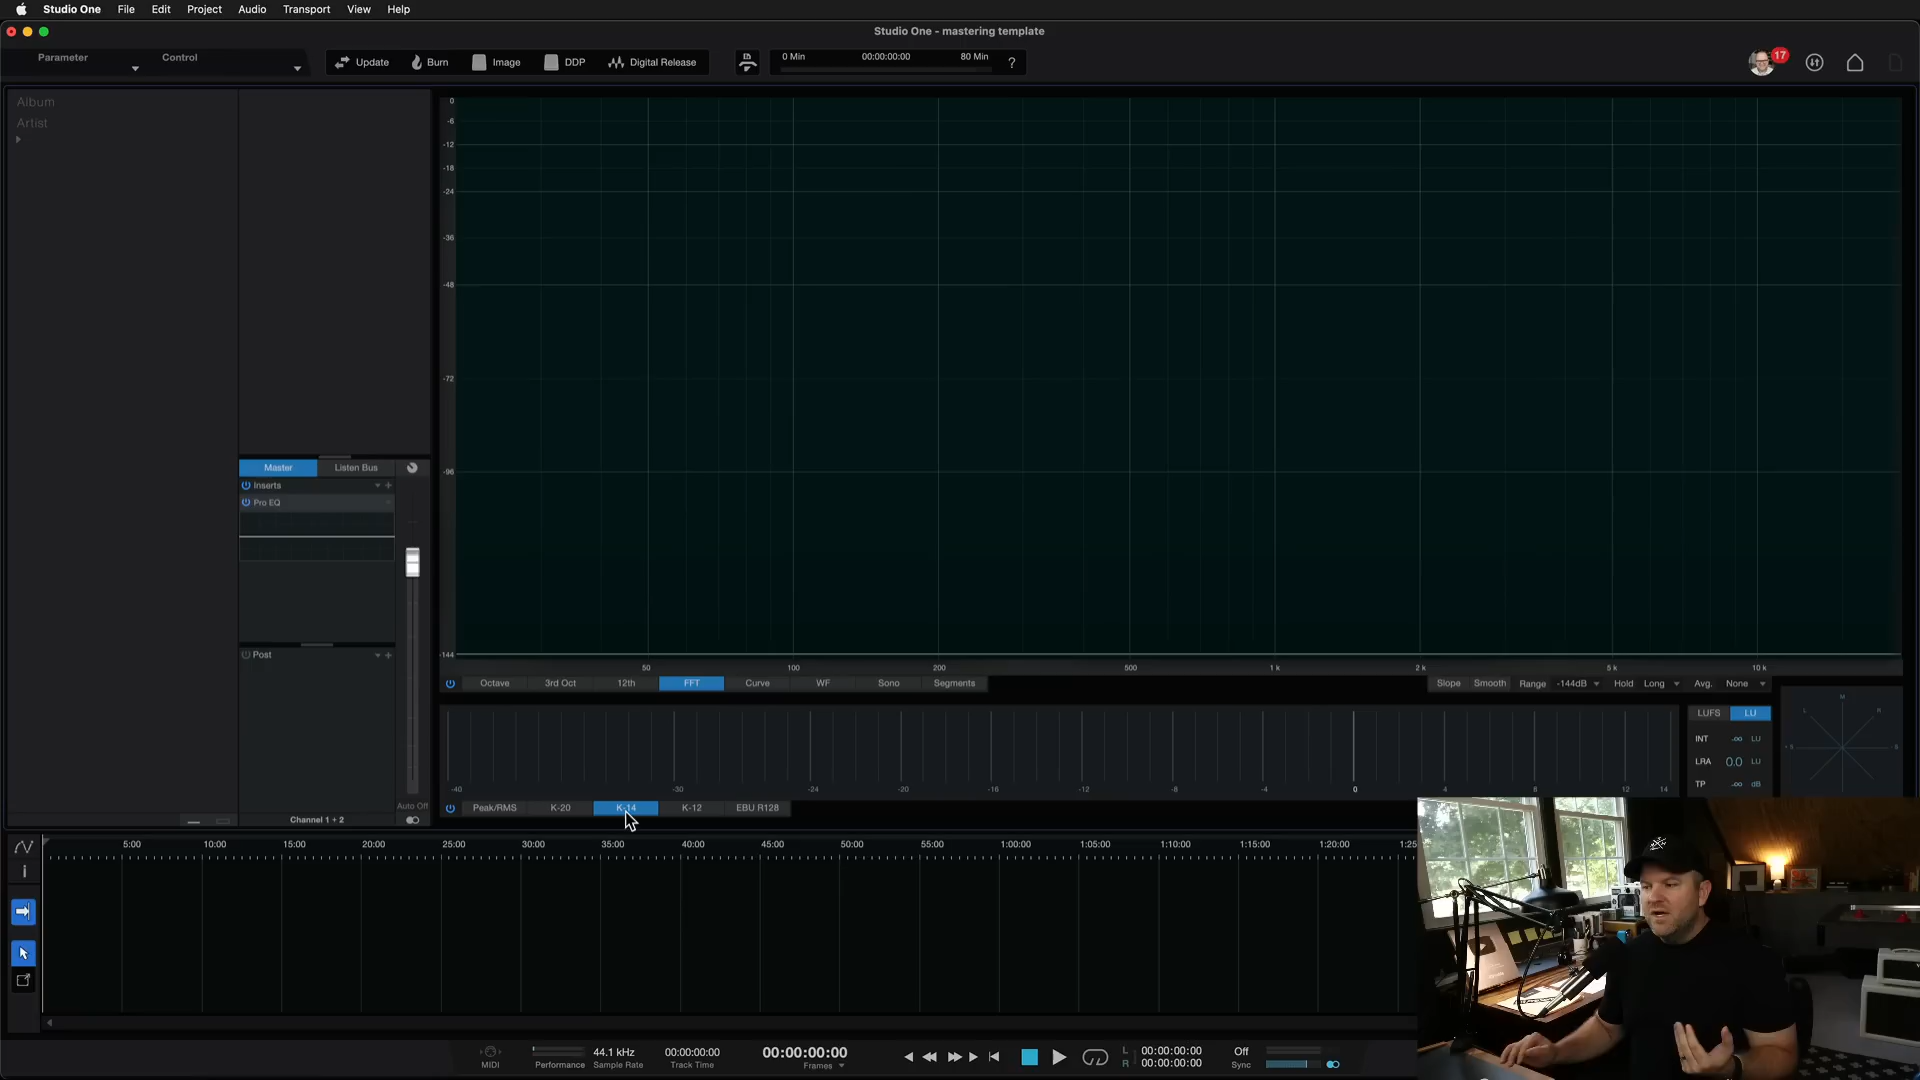 Studio One File Edit Project Audio Transport View Help
Studio One - mastering template
Parameter Control Update Burn Image DDP Digital Release 0 Min 00:00:00:00 80 Min ? 17
Album
Artist
0
-6
-12
-18
-24
-36
-48
-72
-96
-144
50 100 200 500 1 k 2 k 5 k 10 k
Master Listen Bus
Inserts
Pro EQ
Post
Auto Off
Channel 1 + 2
Octave 3rd Oct 12th FFT Curve WF Sono Segments Slope Smooth Range -144dB Hold Long Avg. None
-40 -30 -24 -20 -16 -12 -8 -4 0 4 8 12 14
Peak/RMS K-20 K-14 K-12 EBU R128
LUFS LU
INT -∞ LU
LRA 0.0 LU
TP -∞ dB
M
L R
5:00 10:00 15:00 20:00 25:00 30:00 35:00 40:00 45:00 50:00 55:00 1:00:00 1:05:00 1:10:00 1:15:00 1:20:00 1:25
MIDI
Performance
44.1 kHz
Sample Rate
00:00:00:00
Track Time
00:00:00:00
Frames
L 00:00:00:00
R 00:00:00:00
Off
Sync